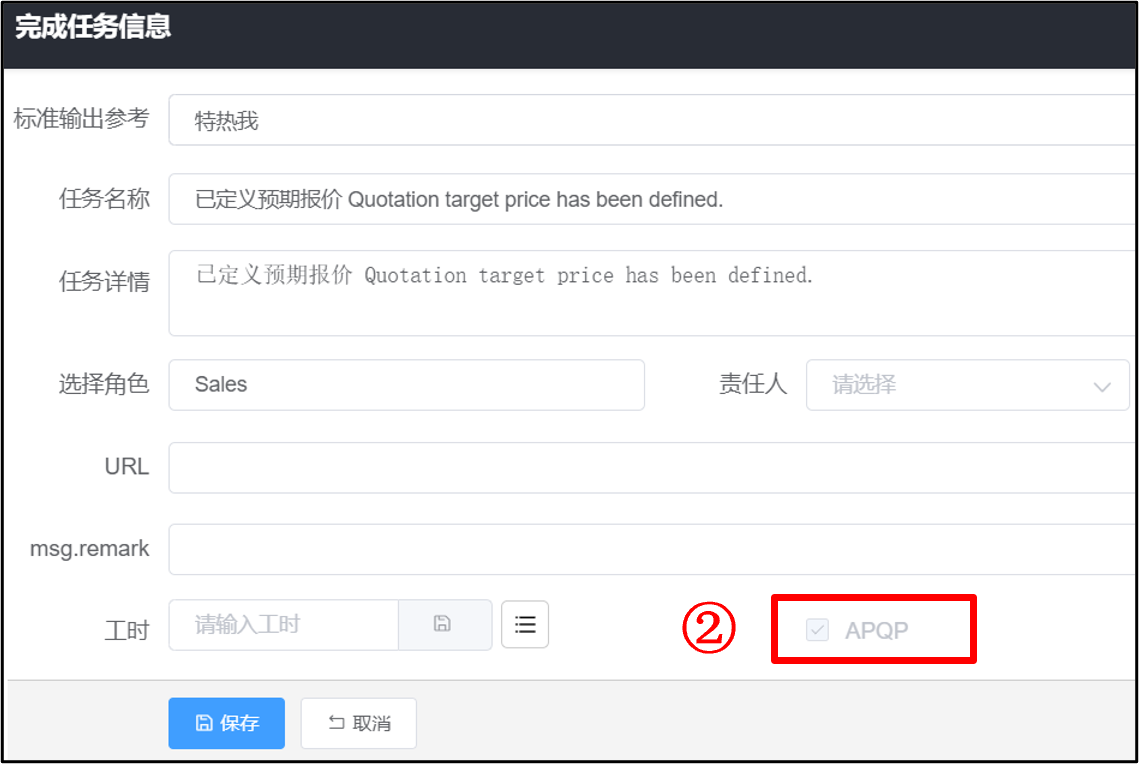 完成任务信息
标准输出参考 特热我
任务名称 已定义预期报价 Quotation target price has been defined.
任务详情 已定义预期报价 Quotation target price has been defined.
选择角色 Sales 责任人 请选择
URL
msg.remark
工时 请输入工时 ② APQP
保存 取消